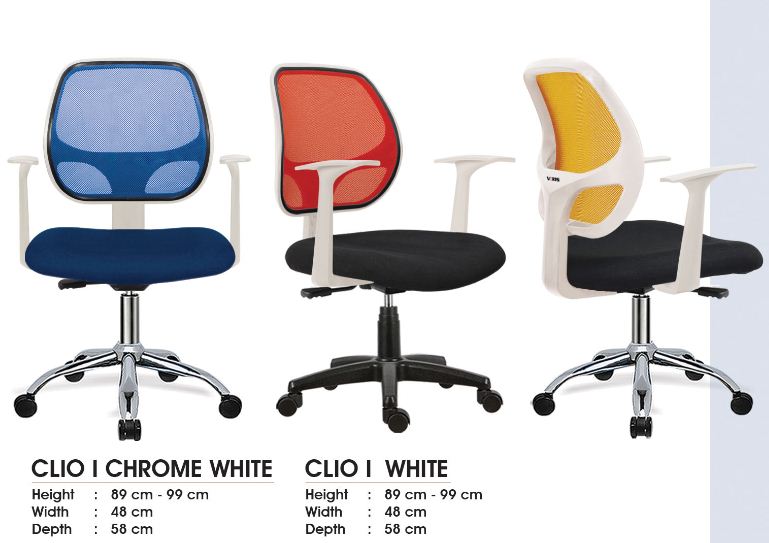 CLIO I CHROME WHITE
Height : 89 cm - 99 cm
Width : 48 cm
Depth : 58 cm
CLIO I WHITE
Height : 89 cm - 99 cm
Width : 48 cm
Depth : 58 cm